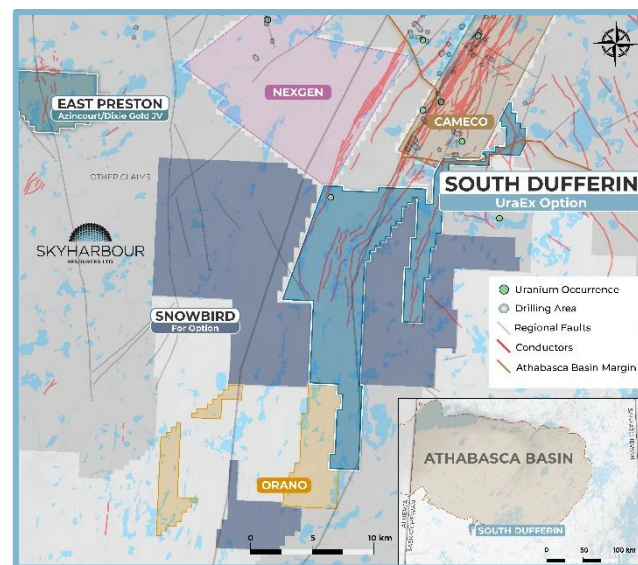 NEXGEN
EAST PRESTON
Azincourt/Dixie Gold JV
CAMECO
OTHER CLAIMS
SOUTH DUFFERIN
UraEx Option
SKYHARBOUR
RESOURCES LTD
SNOWBIRD
For Option
Uranium Occurrence
Drilling Area
Regional Faults
Conductors
Athabasca Basin Margin
ORANO
0 5 10 km
ATHABASCA BASIN
ALBERTA
SASKATCHEWAN
SOUTH DUFFERIN
0 50 100 km